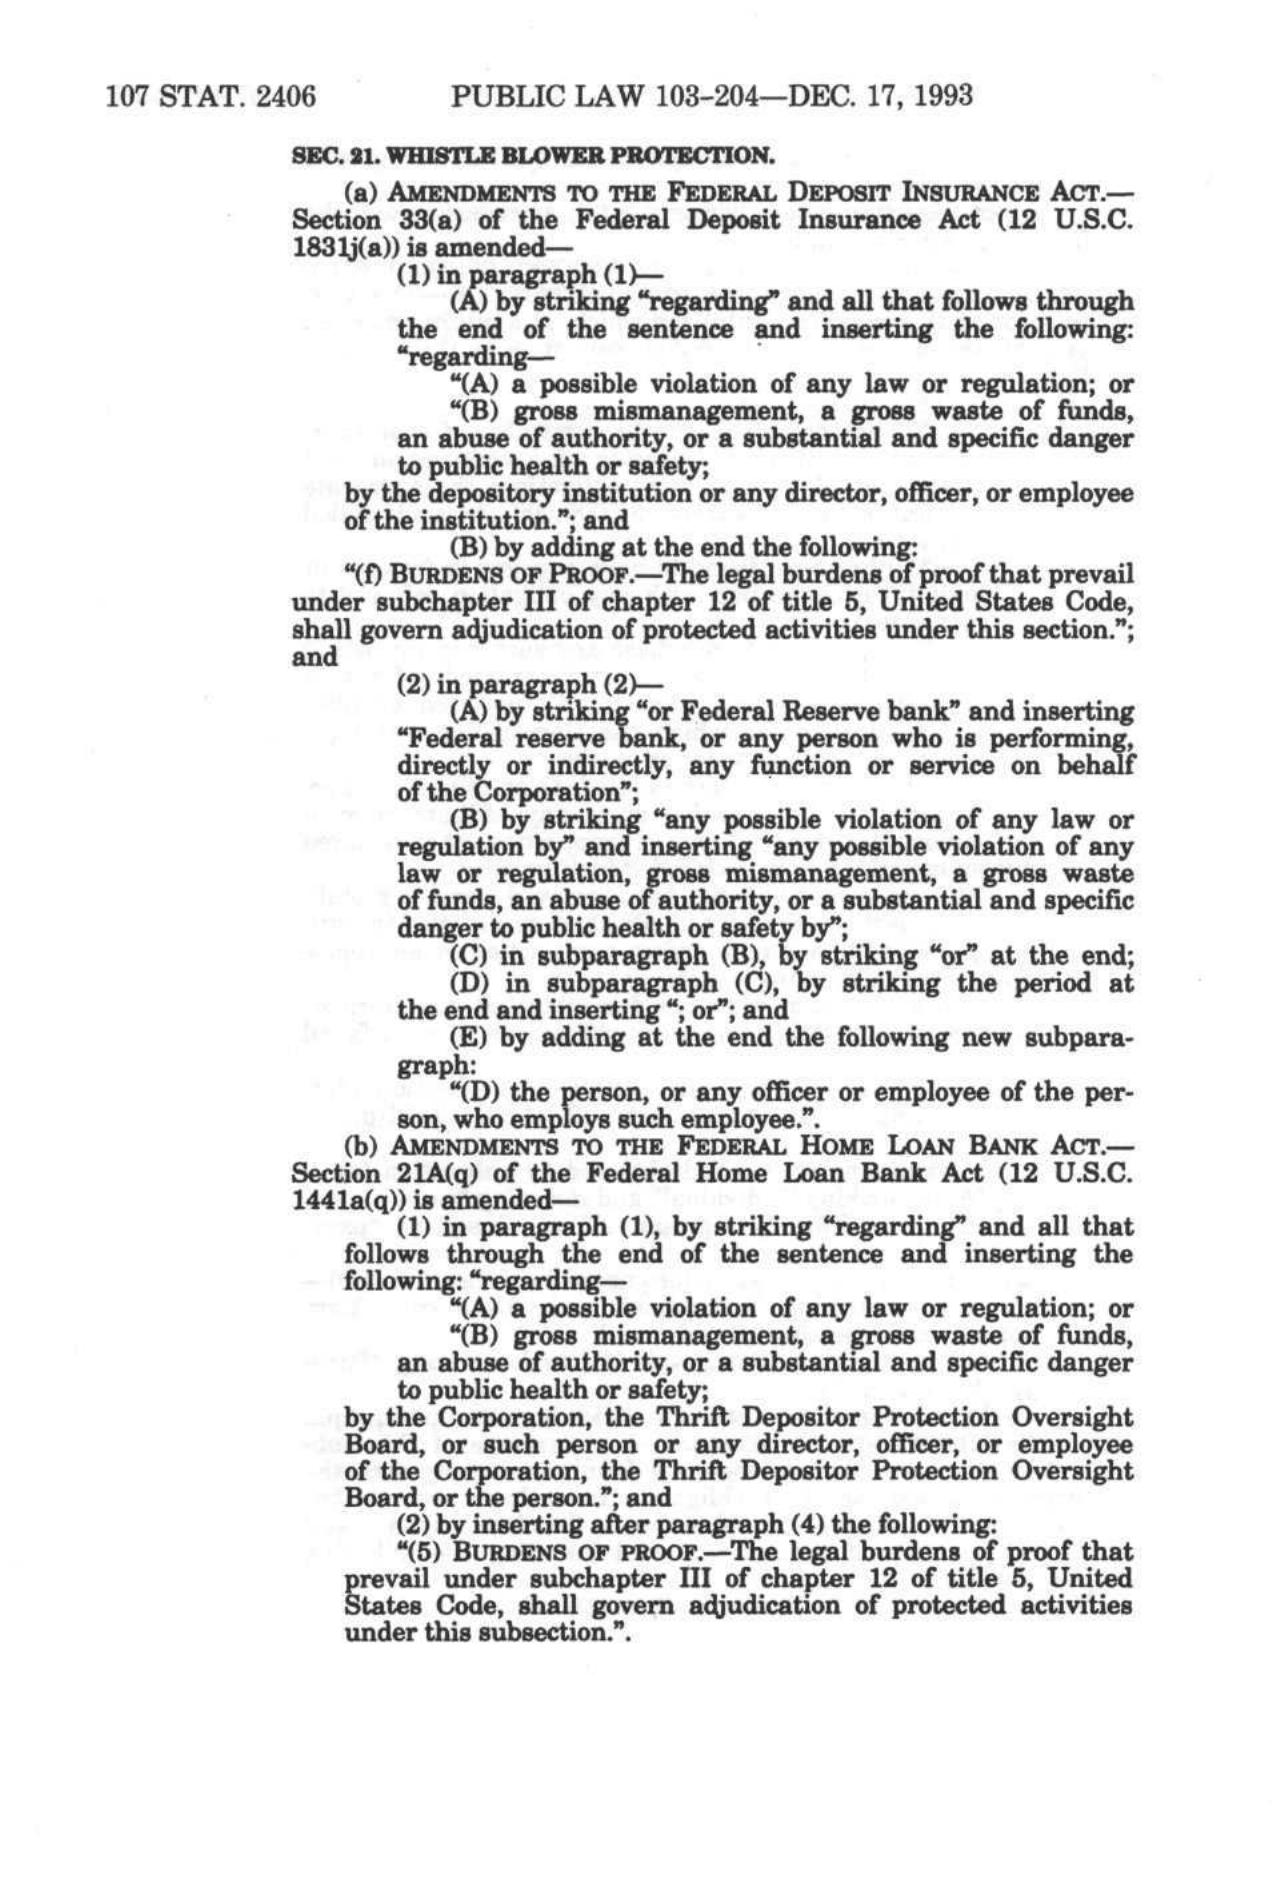 107 STAT. 2406 PUBLIC LAW 103–204—DEC. 17, 1993
SEC. 21. WHISTLE BLOWER PROTECTION.
(a) AMENDMENTS TO THE FEDERAL DEPOSIT INSURANCE ACT.—
Section 33(a) of the Federal Deposit Insurance Act (12 U.S.C.
1831j(a)) is amended—
(1) in paragraph (1)—
(A) by striking “regarding” and all that follows through
the end of the sentence and inserting the following:
“regarding—
“(A) a possible violation of any law or regulation; or
“(B) gross mismanagement, a gross waste of funds,
an abuse of authority, or a substantial and specific danger
to public health or safety;
by the depository institution or any director, officer, or employee
of the institution.”; and
(B) by adding at the end the following:
“(f) BURDENS OF PROOF.—The legal burdens of proof that prevail
under subchapter III of chapter 12 of title 5, United States Code,
shall govern adjudication of protected activities under this section.”;
and
(2) in paragraph (2)—
(A) by striking “or Federal Reserve bank” and inserting
“Federal reserve bank, or any person who is performing,
directly or indirectly, any function or service on behalf
of the Corporation”;
(B) by striking “any possible violation of any law or
regulation by” and inserting “any possible violation of any
law or regulation, gross mismanagement, a gross waste
of funds, an abuse of authority, or a substantial and specific
danger to public health or safety by”;
(C) in subparagraph (B), by striking “or” at the end;
(D) in subparagraph (C), by striking the period at
the end and inserting “; or”; and
(E) by adding at the end the following new subpara-
graph:
“(D) the person, or any officer or employee of the per-
son, who employs such employee.”.
(b) AMENDMENTS TO THE FEDERAL HOME LOAN BANK ACT.—
Section 21A(q) of the Federal Home Loan Bank Act (12 U.S.C.
1441a(q)) is amended—
(1) in paragraph (1), by striking “regarding” and all that
follows through the end of the sentence and inserting the
following: “regarding—
“(A) a possible violation of any law or regulation; or
“(B) gross mismanagement, a gross waste of funds,
an abuse of authority, or a substantial and specific danger
to public health or safety;
by the Corporation, the Thrift Depositor Protection Oversight
Board, or such person or any director, officer, or employee
of the Corporation, the Thrift Depositor Protection Oversight
Board, or the person.”; and
(2) by inserting after paragraph (4) the following:
“(5) BURDENS OF PROOF.—The legal burdens of proof that
prevail under subchapter III of chapter 12 of title 5, United
States Code, shall govern adjudication of protected activities
under this subsection.”.